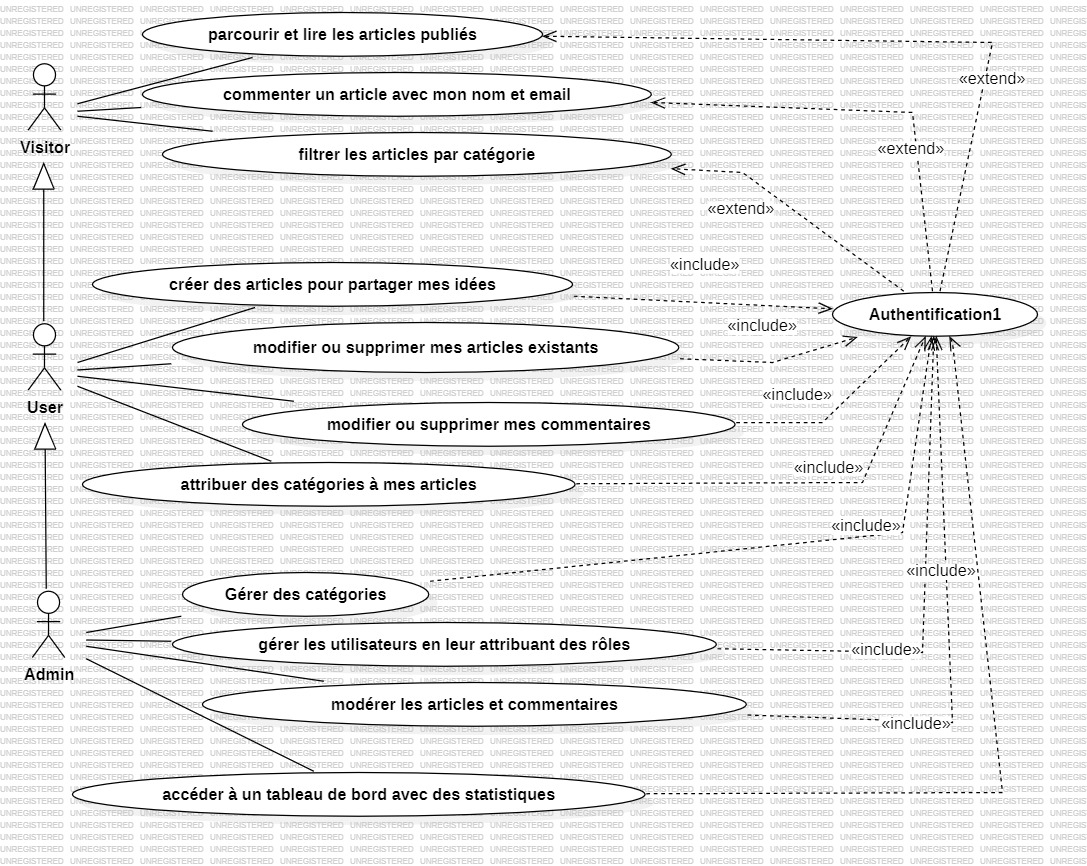 parcourir et lire les articles publiés
«extend»
commenter un article avec mon nom et email
Visitor
«extend»
filtrer les articles par catégorie
«extend»
«include»
créer des articles pour partager mes idées
Authentification1
«include»
modifier ou supprimer mes articles existants
«include»
User
modifier ou supprimer mes commentaires
«include»
attribuer des catégories à mes articles
«include»
«include»
Gérer des catégories
gérer les utilisateurs en leur attribuant des rôles
«include»
Admin
modérer les articles et commentaires
«include»
accéder à un tableau de bord avec des statistiques
UNREGISTERED